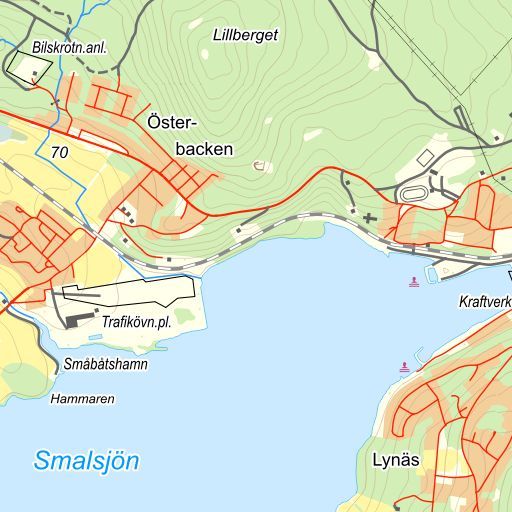 Lillberget
Bilskrotn.anl.
Öster-
backen
70
Kraftverk
Trafikövn.pl.
Småbåtshamn
Hammaren
Smalsjön
Lynäs